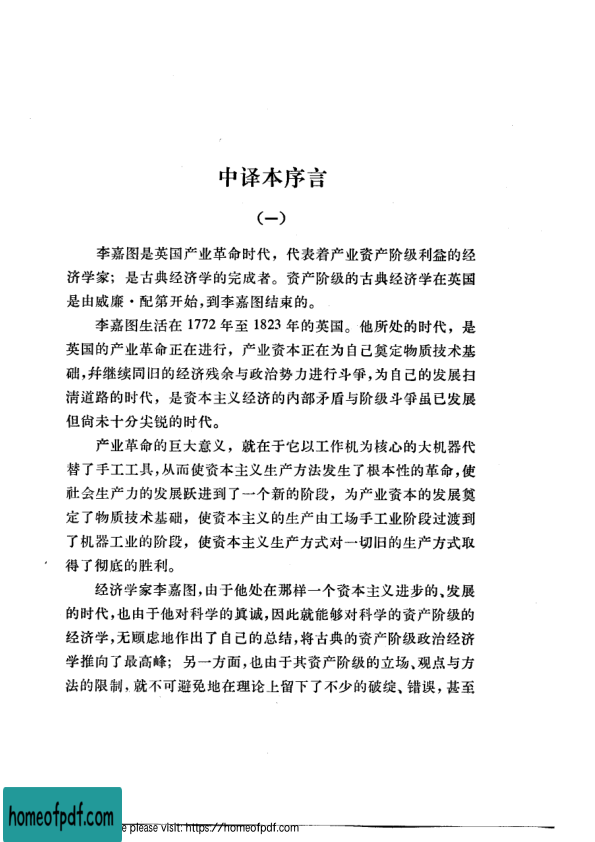 中译本序言
（一）
李嘉图是英国产业革命时代，代表着产业资产阶级利益的经
济学家；是古典经济学的完成者。资产阶级的古典经济学在英国
是由威廉·配第开始，到李嘉图结束的。
李嘉图生活在 1772 年至 1823 年的英国。他所处的时代，是
英国的产业革命正在进行，产业资本正在为自己奠定物质技术基
础，幷继续同旧的经济残余与政治势力进行斗爭，为自己的发展扫
清道路的时代，是资本主义经济的内部矛盾与阶级斗爭虽已发展
但尙未十分尖锐的时代。
产业革命的巨大意义，就在于它以工作机为核心的大机器代
替了手工工具，从而使资本主义生产方法发生了根本性的革命，使
社会生产力的发展跃进到了一个新的阶段，为产业资本的发展奠
定了物质技术基础，使资本主义的生产由工场手工业阶段过渡到
了机器工业的阶段，使资本主义生产方式对一切旧的生产方式取
得了彻底的胜利。
经济学家李嘉图，由于他处在那样一个资本主义进步的、发展
的时代，也由于他对科学的眞诚，因此就能够对科学的资产阶级的
经济学，无顾虑地作出了自己的总结，将古典的资产阶级政治经济
学推向了最高峰；另一方面，也由于其资产阶级的立场、观点与方
法的限制，就不可避免地在理论上留下了不少的破绽、错误，甚至
homeofpdf.com
e please visit: https://homeofpdf.com